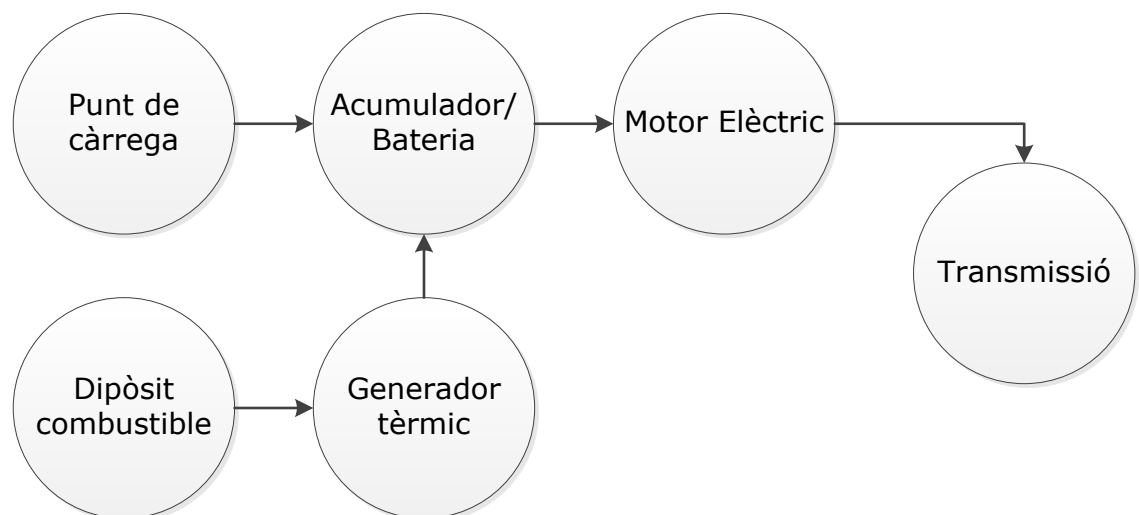 Punt de
càrrega
Acumulador/
Bateria
Motor Elèctric
Transmissió
Dipòsit
combustible
Generador
tèrmic